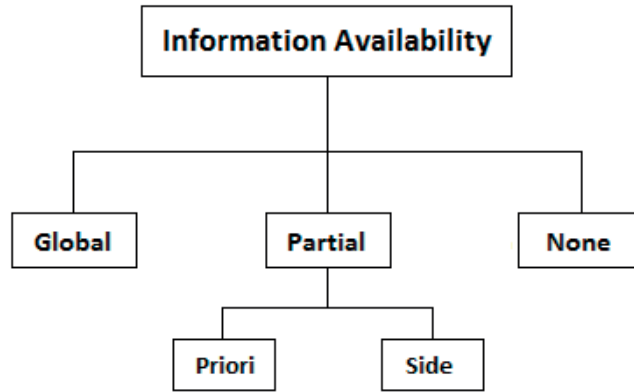 Information Availability
Global
Partial
None
Priori
Side